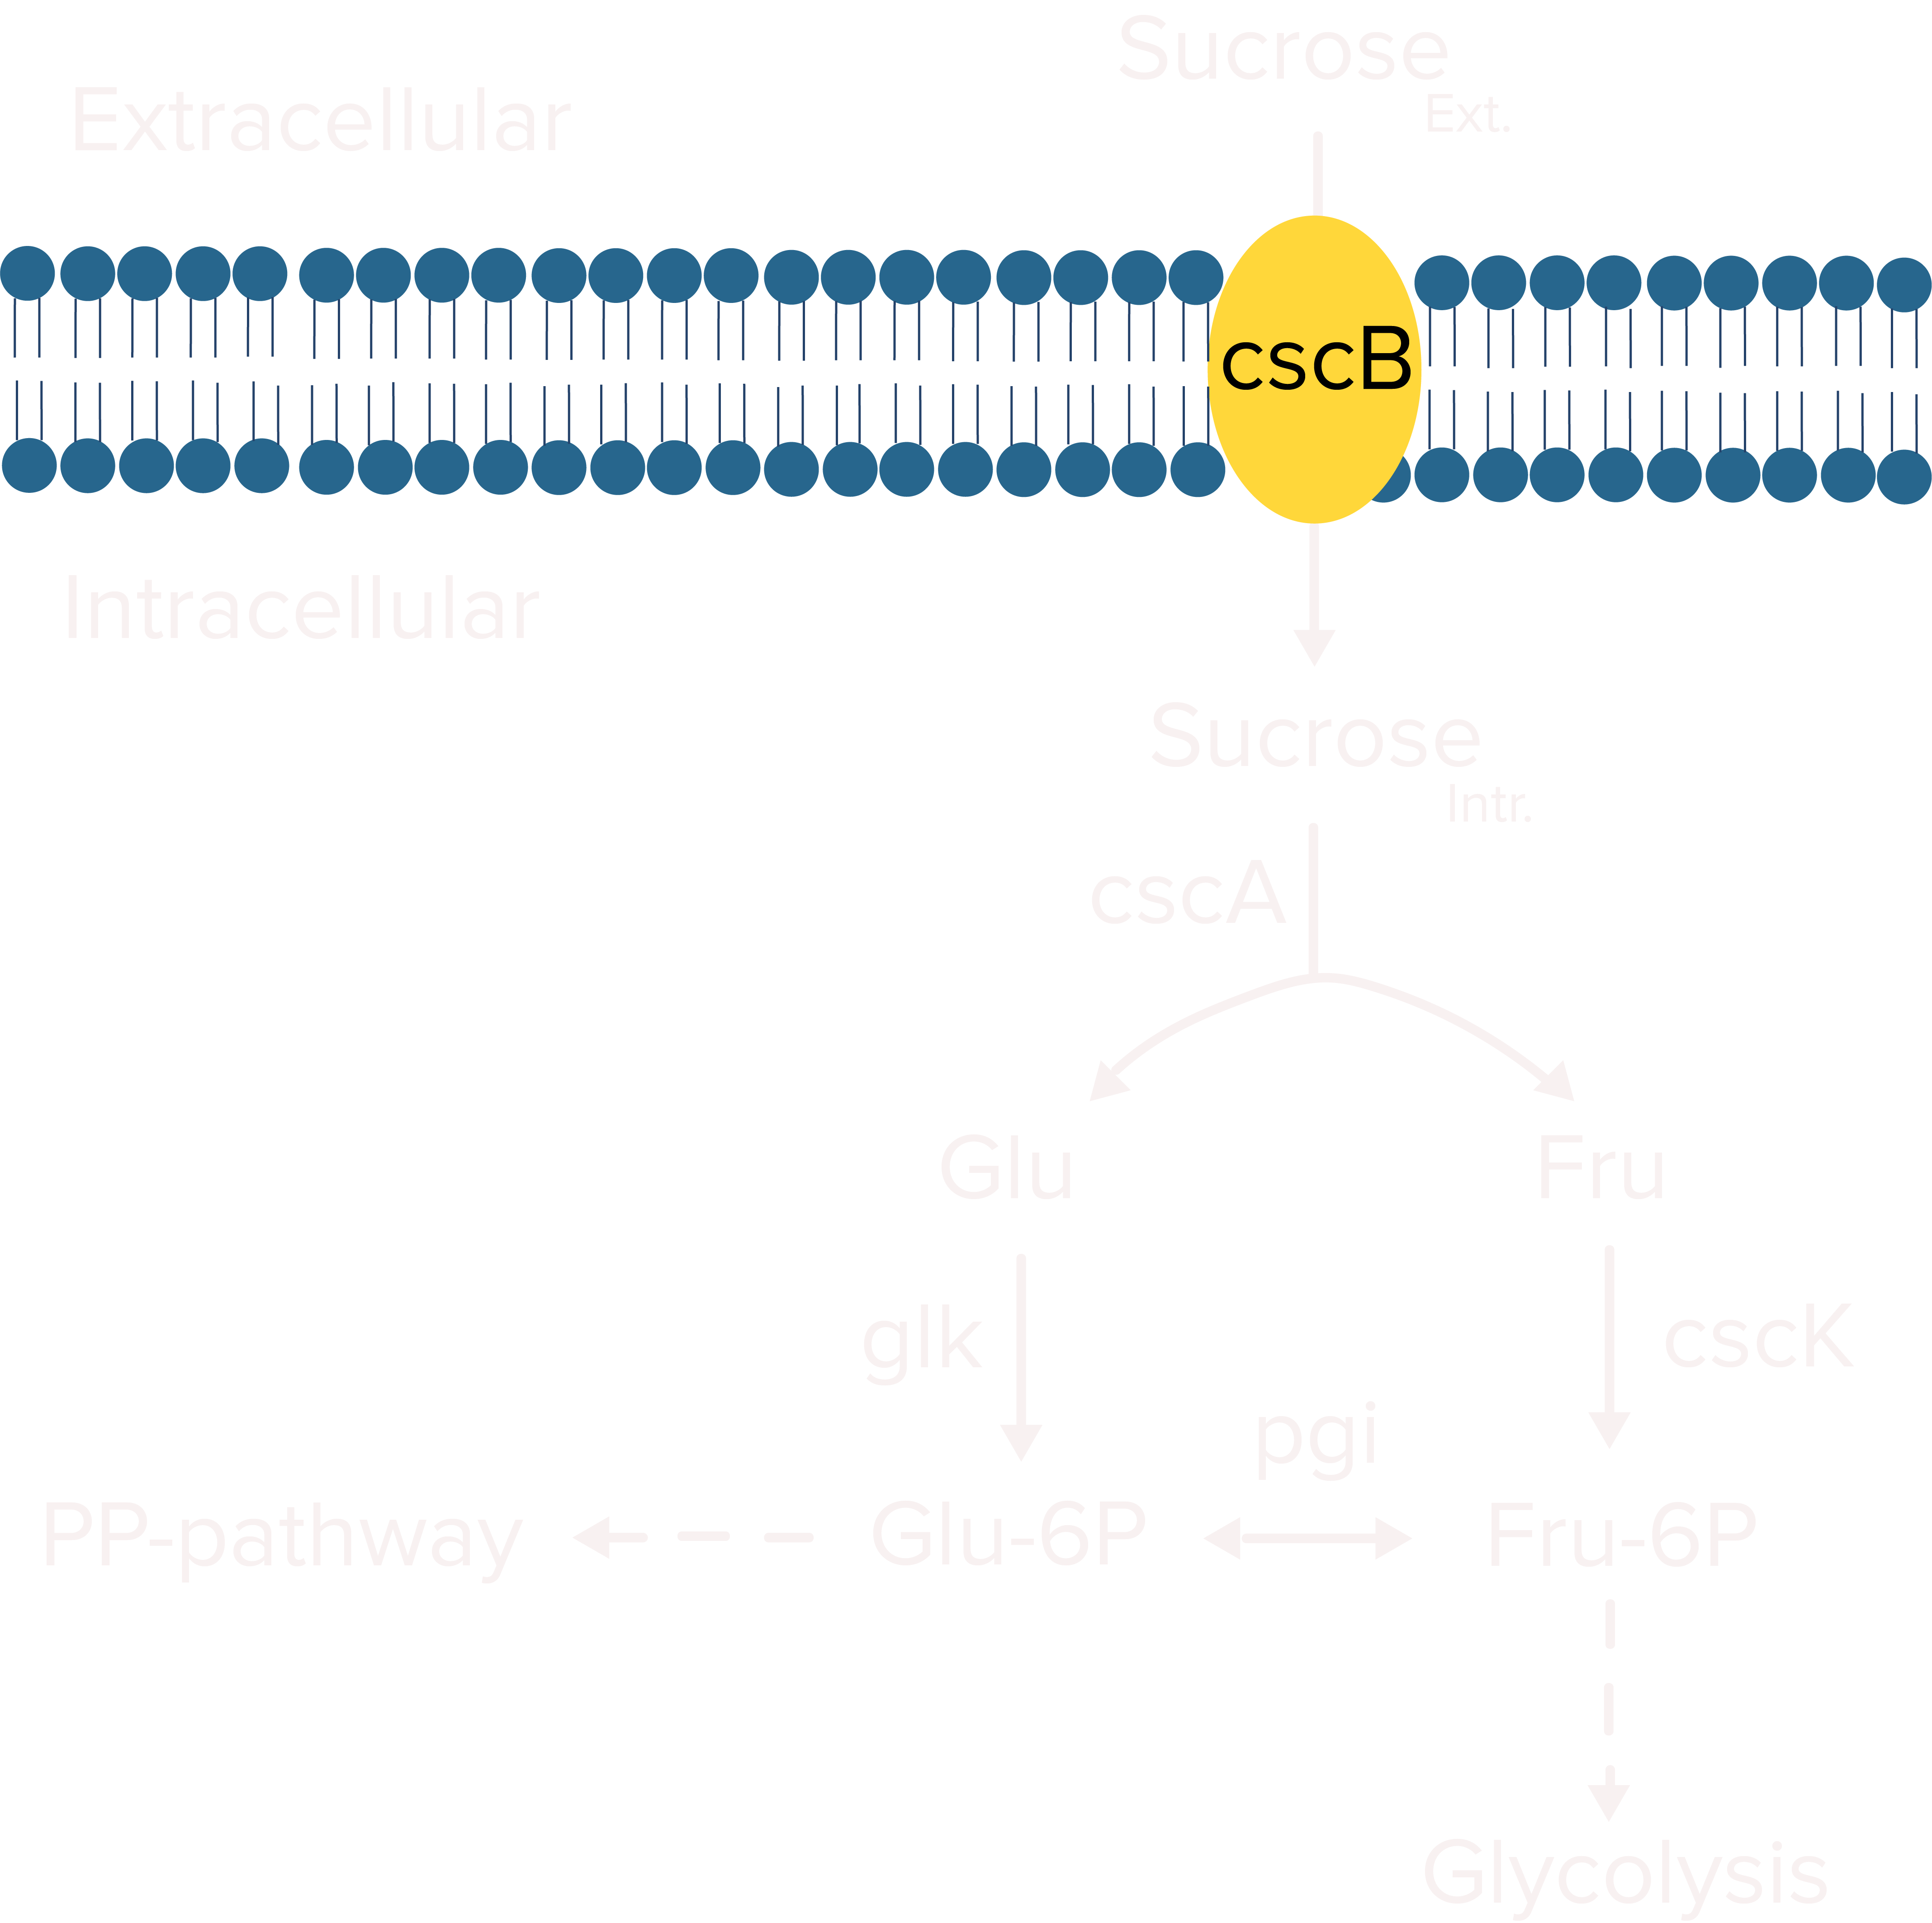 Sucrose
Ext.
Extracellular
cscB
Intracellular
Sucrose
Intr.
cscA
Glu
Fru
glk
cscK
pgi
PP-pathway
Glu-6P
Fru-6P
Glycolysis